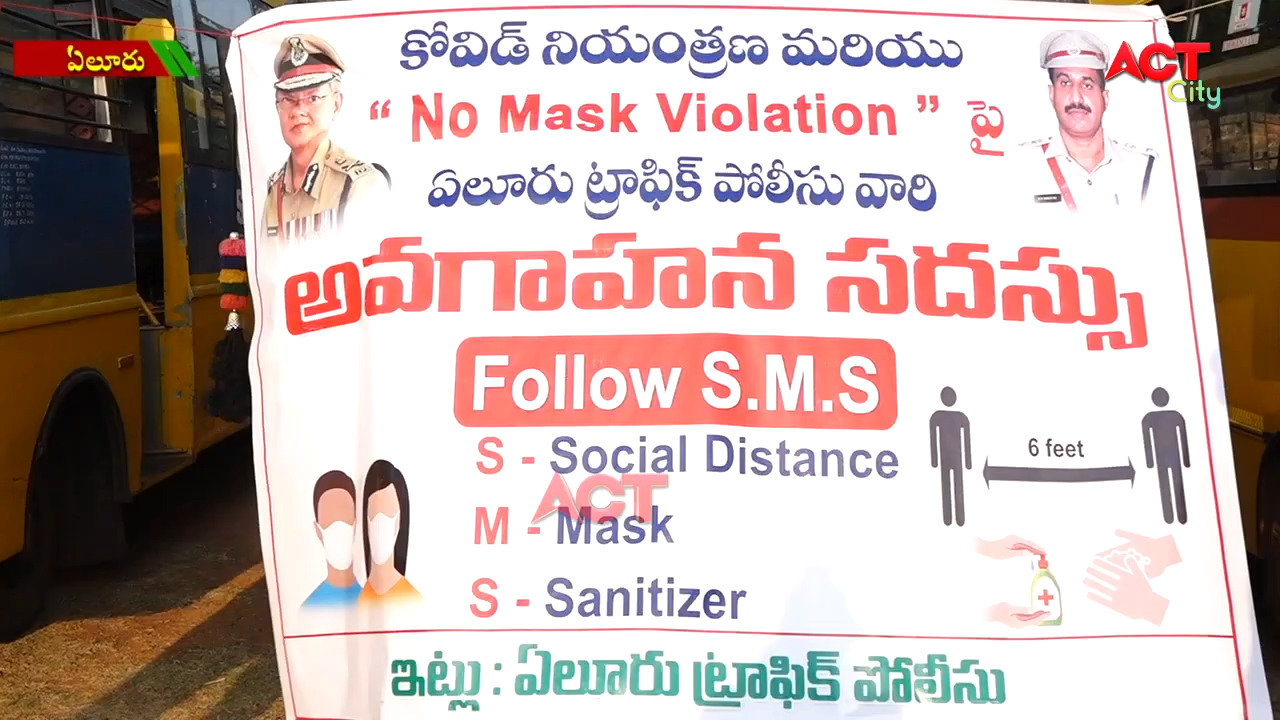 ఏలూరు
ACT
City
కోవిడ్ నియంత్రణ మరియు
“ No Mask Violation ” పై
ఏలూరు ట్రాఫిక్ పోలీసు వారి
అవగాహన సదస్సు
Follow S.M.S
S - Social Distance
6 feet
ACT
M - Mask
S - Sanitizer
ఇట్లు : ఏలూరు ట్రాఫిక్ పోలీసు